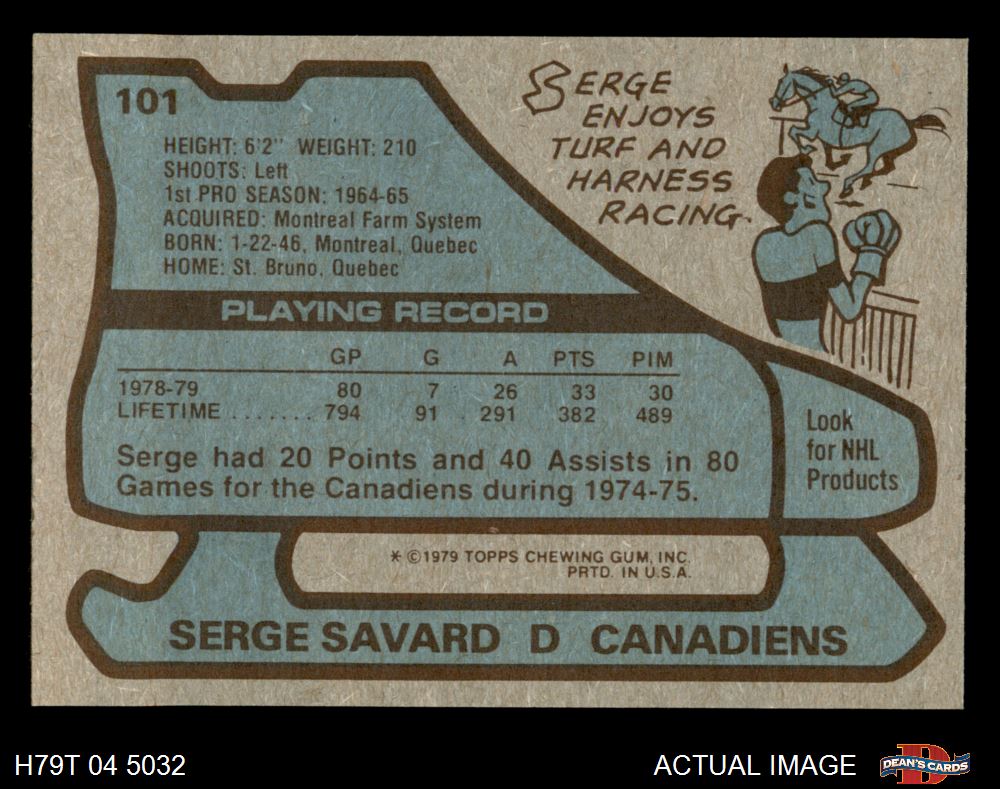 101
HEIGHT: 6'2" WEIGHT: 210
SHOOTS: Left
1st PRO SEASON: 1964-65
ACQUIRED: Montreal Farm System
BORN: 1-22-46, Montreal, Quebec
HOME: St. Bruno, Quebec
SERGE
ENJOYS
TURF AND
HARNESS
RACING.
PLAYING RECORD
GP G A PTS PIM
1978-79 80 7 26 33 30
LIFETIME ....... 794 91 291 382 489
Serge had 20 Points and 40 Assists in 80
Games for the Canadiens during 1974-75.
Look
for NHL
Products
* ©1979 TOPPS CHEWING GUM, INC.
PRTD. IN U.S.A.
SERGE SAVARD D CANADIENS
H79T 04 5032
ACTUAL IMAGE
D
DEAN'S CARDS